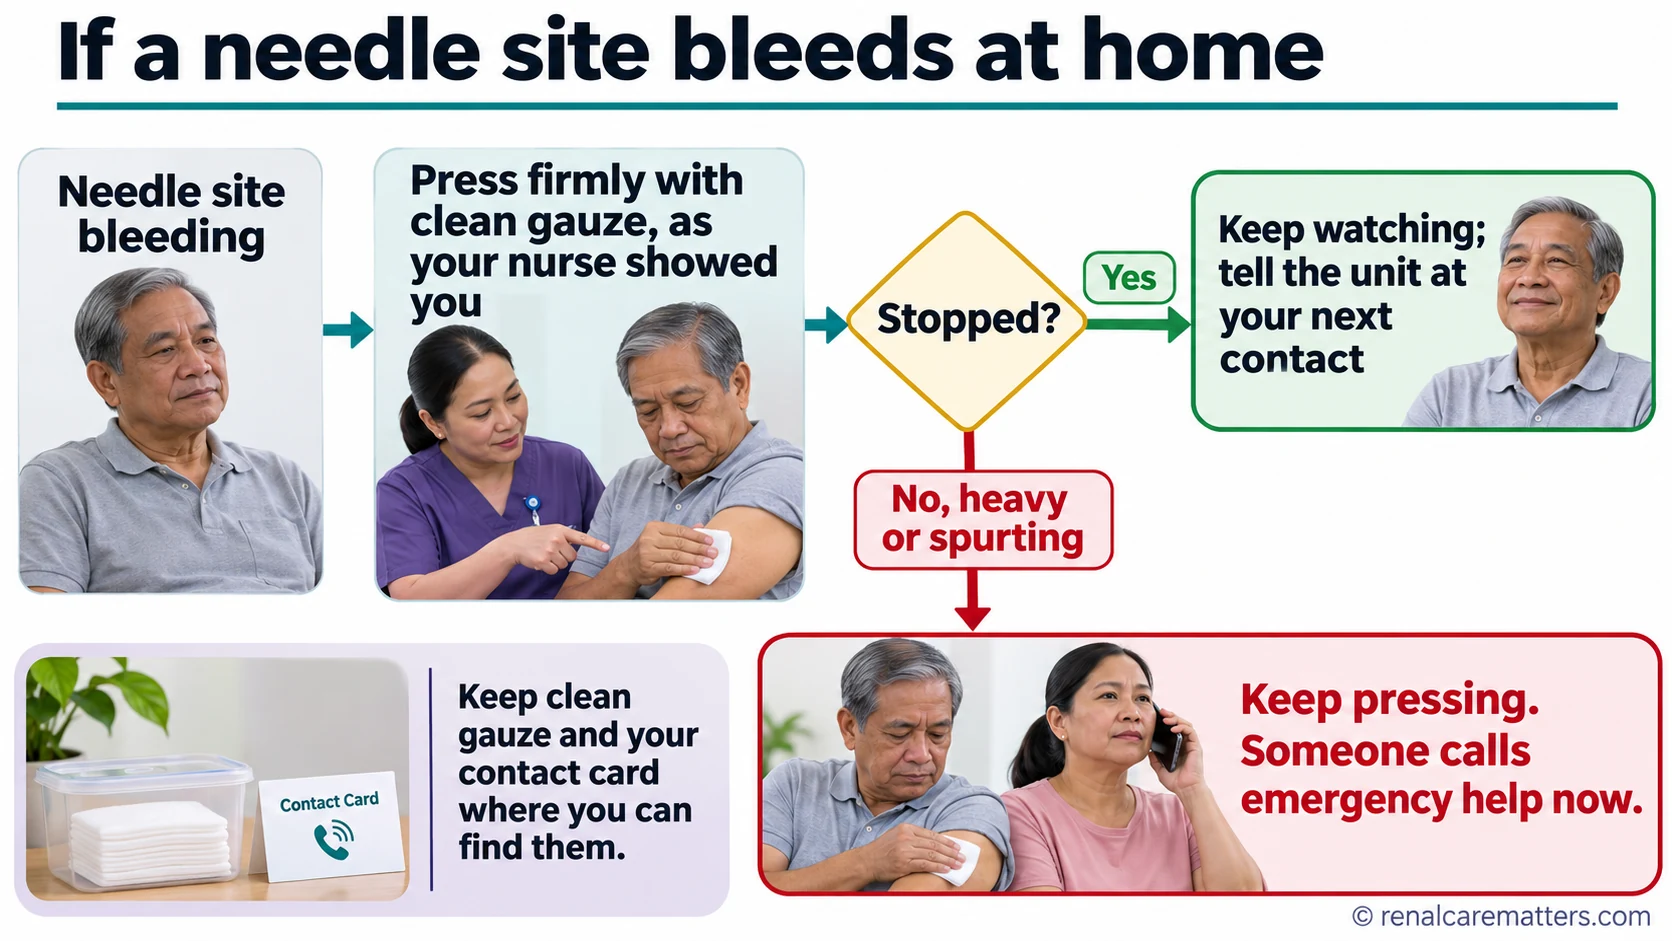 If a needle site bleeds at home
Needle site
bleeding
Press firmly with
clean gauze, as
your nurse showed
you
Stopped?
Yes
Keep watching;
tell the unit at
your next
contact
No, heavy
or spurting
Keep pressing.
Someone calls
emergency help now.
Contact Card
Keep clean
gauze and your
contact card
where you can
find them.
© renalcarematters.com